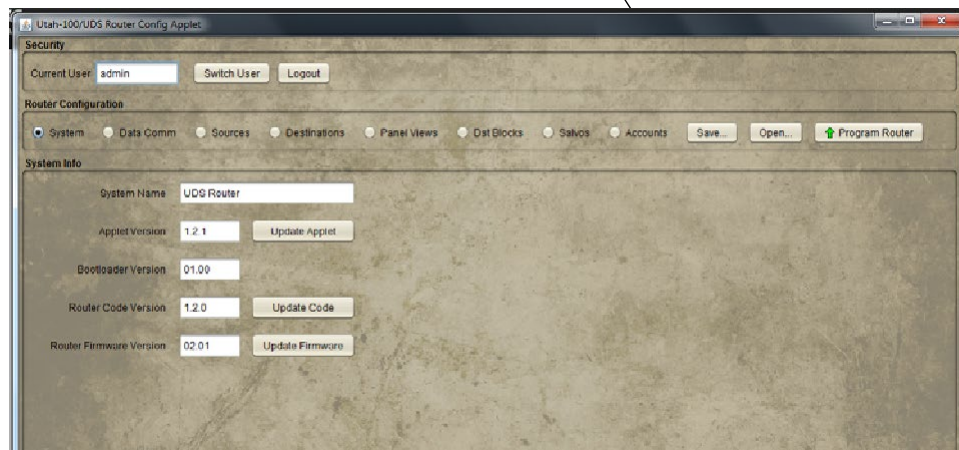 Utah-100/UDS Router Config Applet
Security
Current User admin Switch User Logout
Router Configuration
System Data Comm Sources Destinations Panel Views Dst Blocks Salvos Accounts Save... Open... Program Router
System Info
System Name UDS Router
Applet Version 1.2.1 Update Applet
Bootloader Version 01.00
Router Code Version 1.2.0 Update Code
Router Firmware Version 02.01 Update Firmware